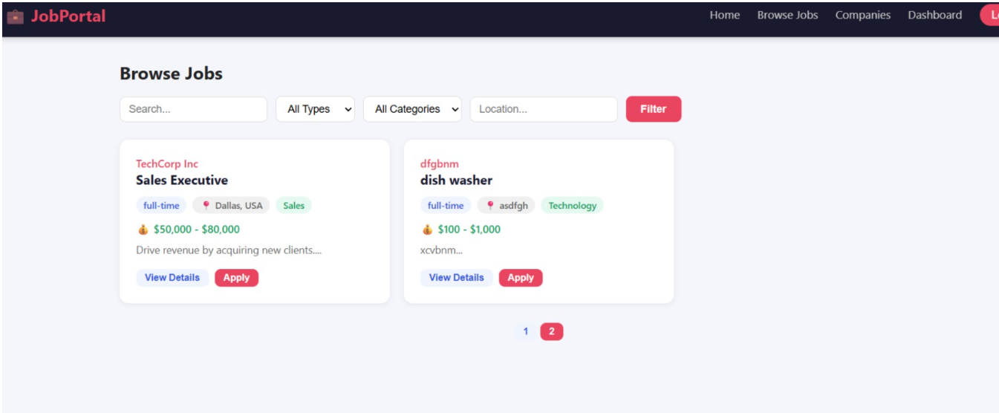 JobPortal Home Browse Jobs Companies Dashboard
Browse Jobs
Search... All Types All Categories Location... Filter
TechCorp Inc
Sales Executive
full-time Dallas, USA Sales
$50,000 - $80,000
Drive revenue by acquiring new clients....
View Details Apply
dfgbnm
dish washer
full-time asdfgh Technology
$100 - $1,000
xcvbnm...
View Details Apply
1 2